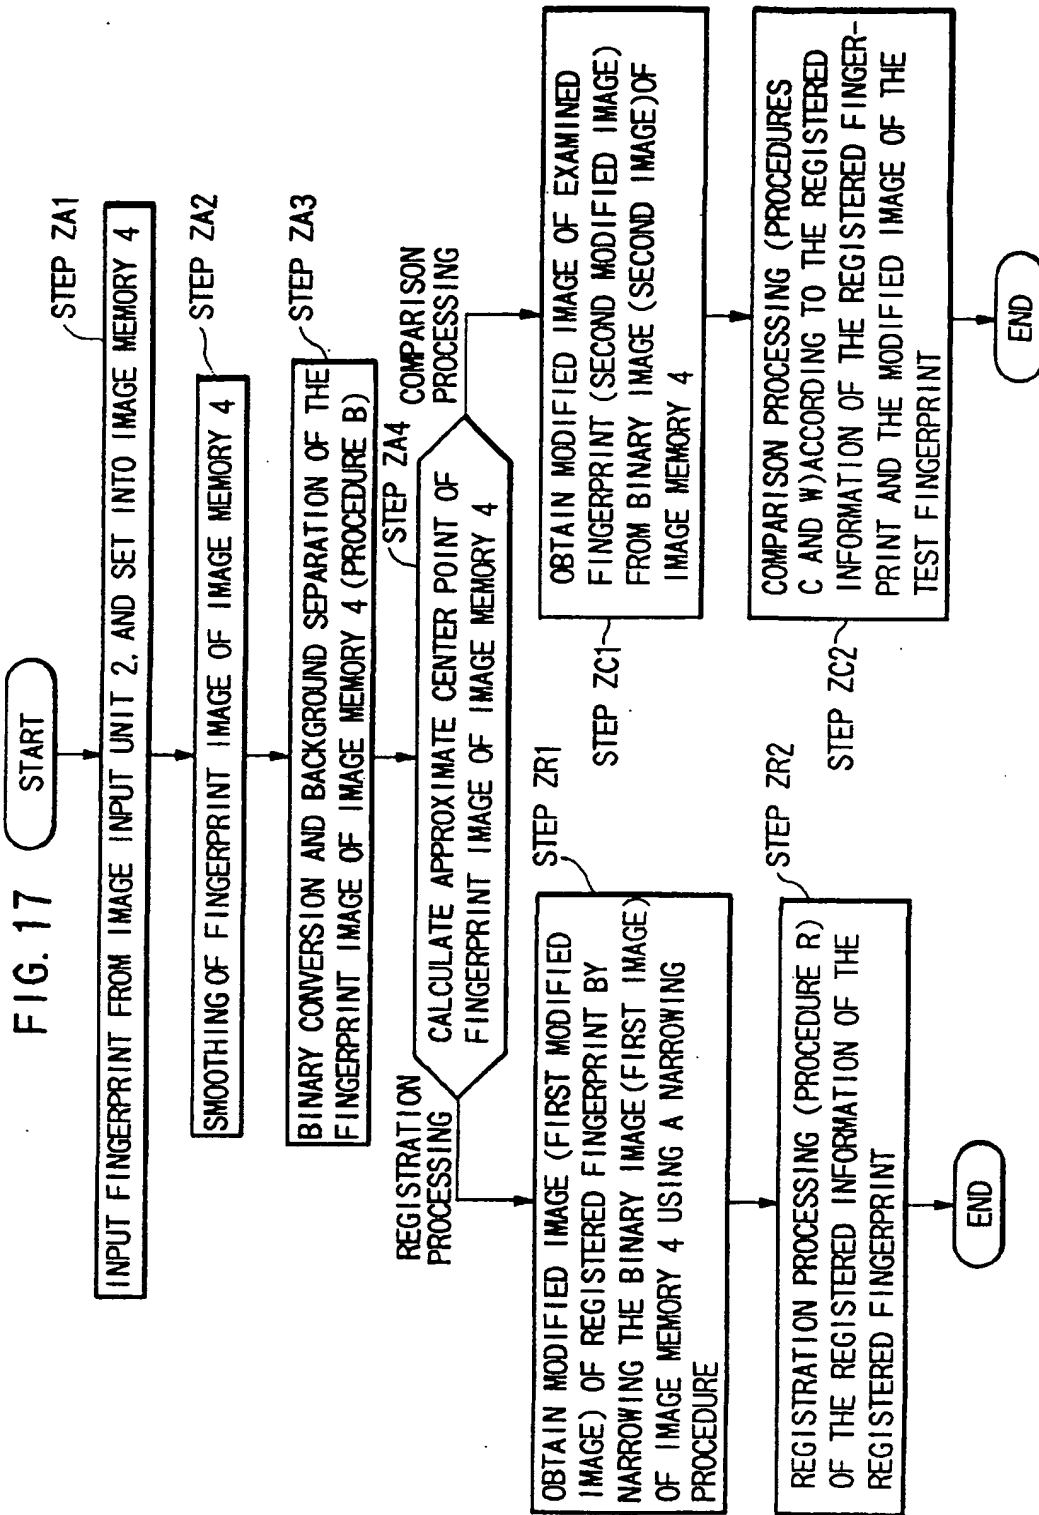 FIG. 17
START
STEP ZA1
INPUT FINGERPRINT FROM IMAGE INPUT UNIT 2, AND SET INTO IMAGE MEMORY 4
STEP ZA2
SMOOTHING OF FINGERPRINT IMAGE OF IMAGE MEMORY 4
STEP ZA3
BINARY CONVERSION AND BACKGROUND SEPARATION OF THE
FINGERPRINT IMAGE OF IMAGE MEMORY 4 (PROCEDURE B)
STEP ZA4
CALCULATE APPROXIMATE CENTER POINT OF
FINGERPRINT IMAGE OF IMAGE MEMORY 4
REGISTRATION
PROCESSING
COMPARISON
PROCESSING
STEP ZR1
OBTAIN MODIFIED IMAGE (FIRST MODIFIED
IMAGE) OF REGISTERED FINGERPRINT BY
NARROWING THE BINARY IMAGE (FIRST IMAGE)
OF IMAGE MEMORY 4 USING A NARROWING
PROCEDURE
STEP ZR2
REGISTRATION PROCESSING (PROCEDURE R)
OF THE REGISTERED INFORMATION OF THE
REGISTERED FINGERPRINT
END
STEP ZC1
OBTAIN MODIFIED IMAGE OF EXAMINED
FINGERPRINT (SECOND MODIFIED IMAGE)
FROM BINARY IMAGE (SECOND IMAGE) OF
IMAGE MEMORY 4
STEP ZC2
COMPARISON PROCESSING (PROCEDURES
C AND W) ACCORDING TO THE REGISTERED
INFORMATION OF THE REGISTERED FINGER-
PRINT AND THE MODIFIED IMAGE OF THE
TEST FINGERPRINT
END